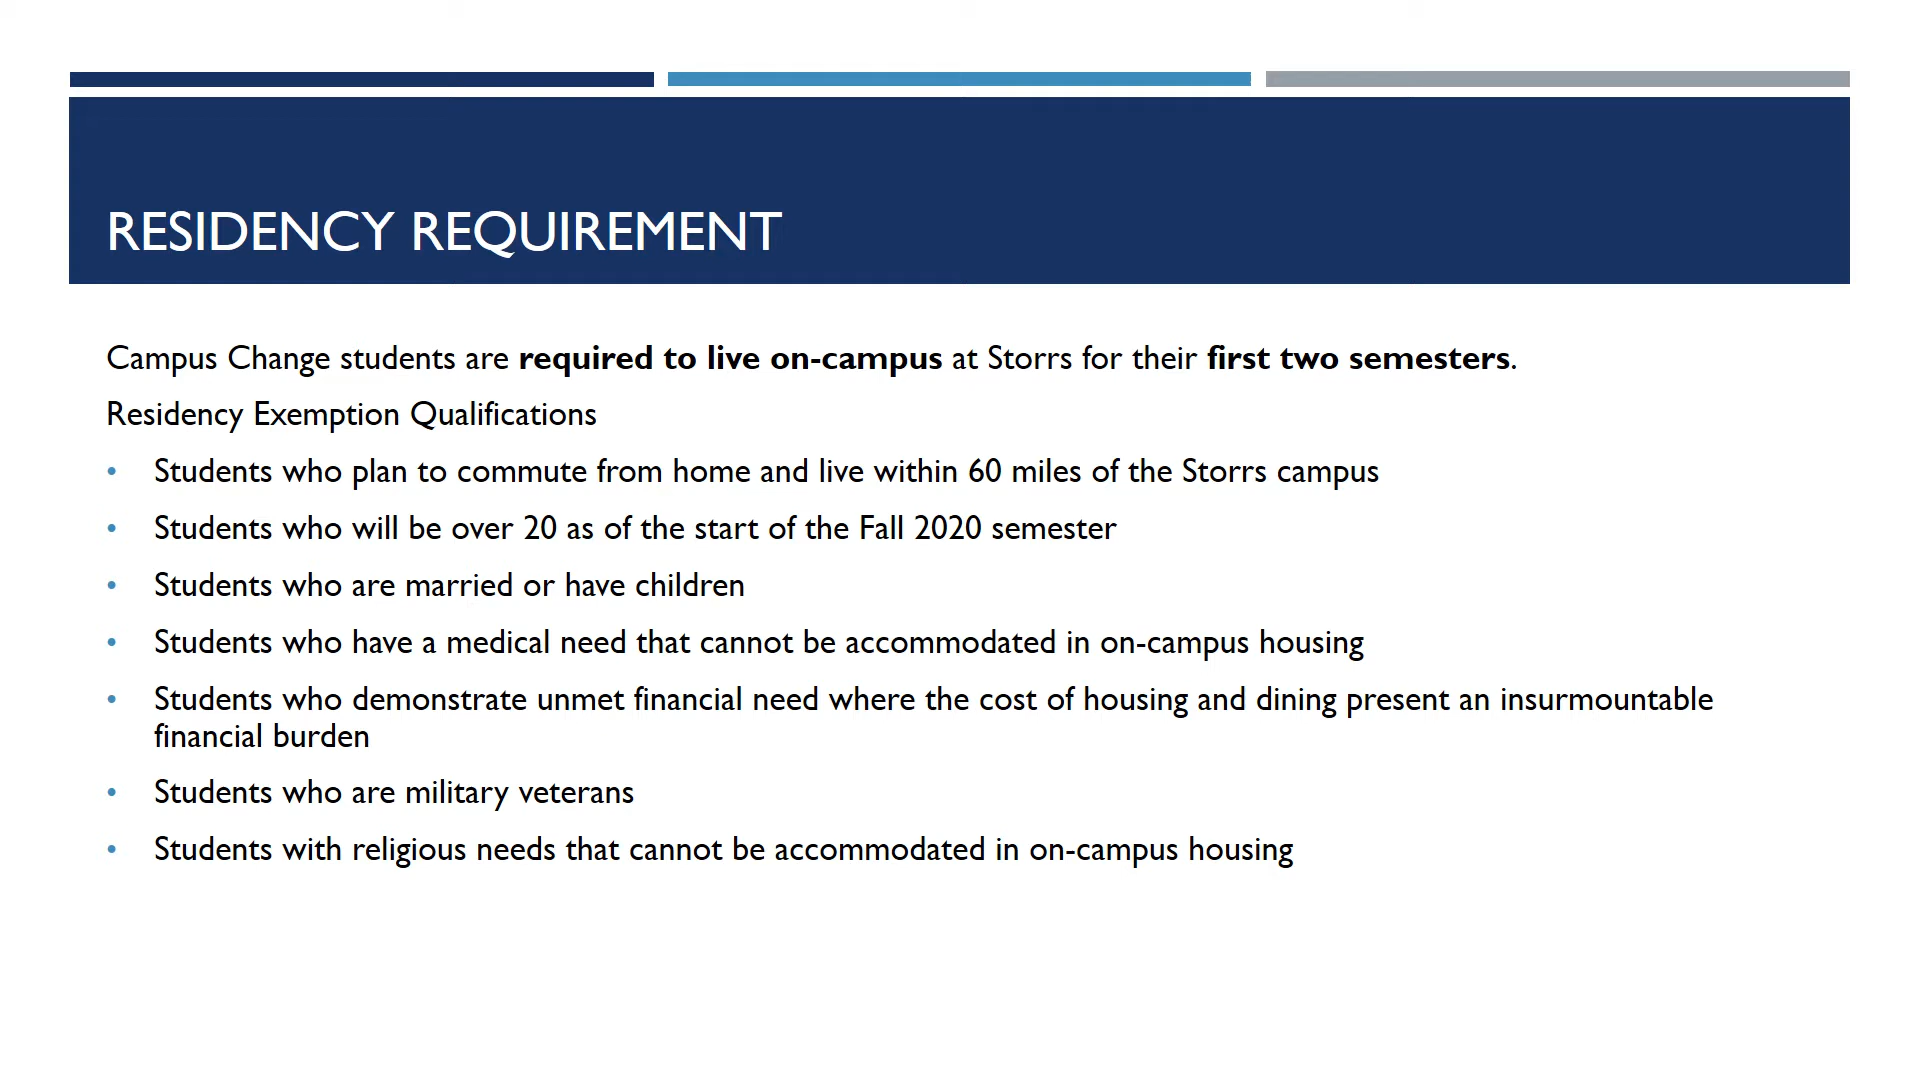 RESIDENCY REQUIREMENT
Campus Change students are required to live on-campus at Storrs for their first two semesters.
Residency Exemption Qualifications
• Students who plan to commute from home and live within 60 miles of the Storrs campus
• Students who will be over 20 as of the start of the Fall 2020 semester
• Students who are married or have children
• Students who have a medical need that cannot be accommodated in on-campus housing
• Students who demonstrate unmet financial need where the cost of housing and dining present an insurmountable
financial burden
• Students who are military veterans
• Students with religious needs that cannot be accommodated in on-campus housing